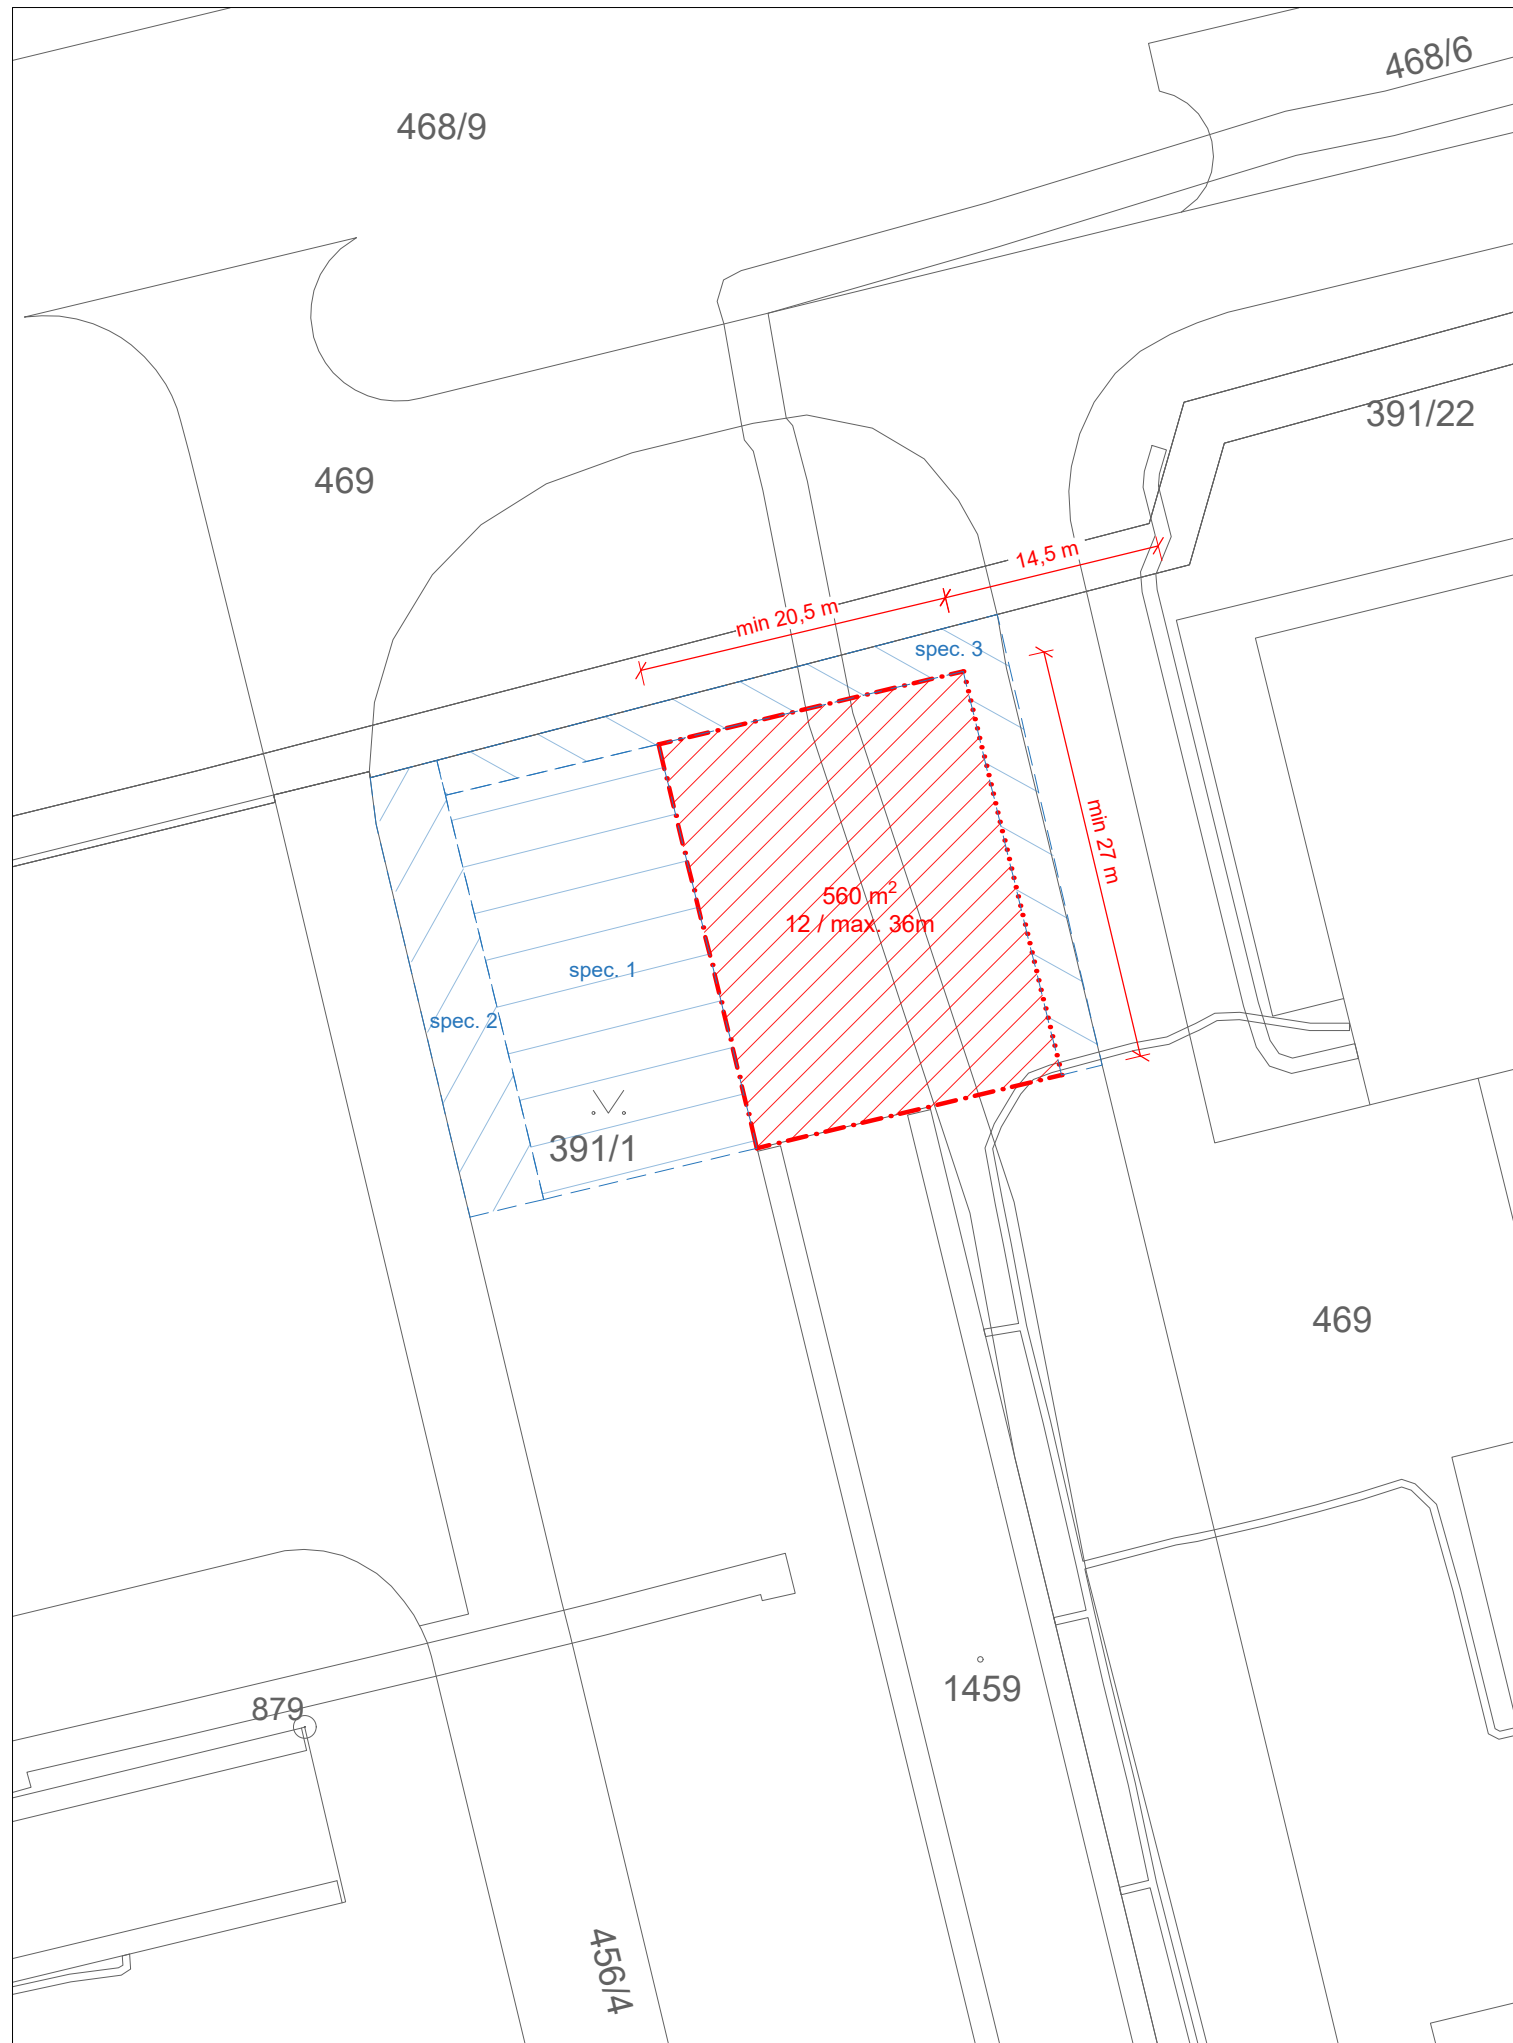 468/6
468/9
391/22
469
14,5 m
min 20,5 m
spec. 3
min 27 m
560 m²
12 / max. 36m
spec. 1
spec. 2
391/1
469
1459
879
456/4